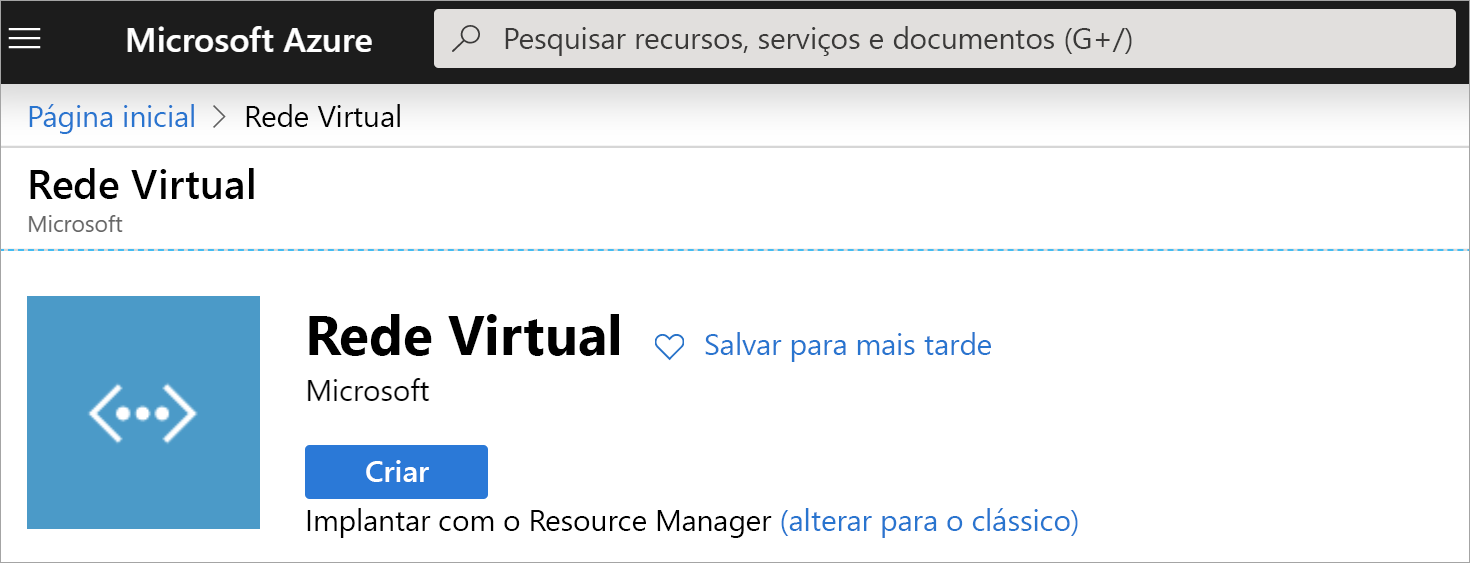 Microsoft Azure
Pesquisar recursos, serviços e documentos (G+/)
Página inicial > Rede Virtual
Rede Virtual
Microsoft
Rede Virtual
Salvar para mais tarde
Microsoft
Criar
Implantar com o Resource Manager (alterar para o clássico)